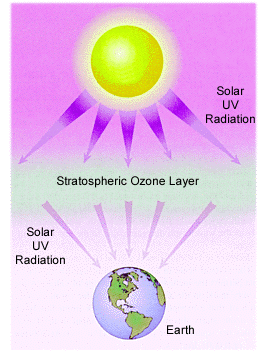 Solar
UV
Radiation
Stratospheric Ozone Layer
Solar
UV
Radiation
Earth